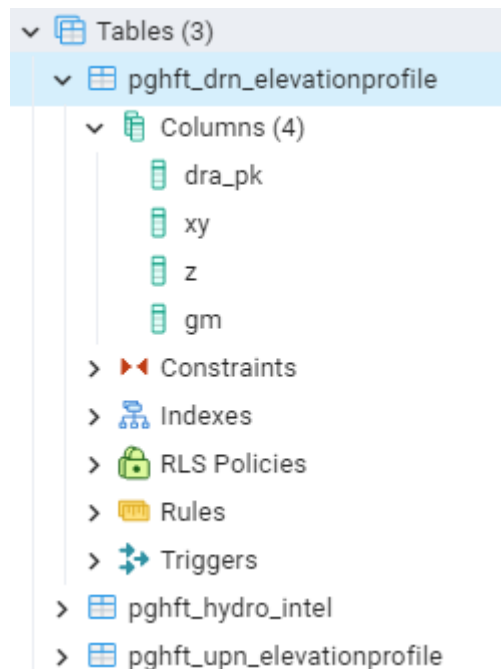 Tables (3)
pghft_drn_elevationprofile
Columns (4)
dra_pk
xy
z
gm
Constraints
Indexes
RLS Policies
Rules
Triggers
pghft_hydro_intel
pghft_upn_elevationprofile